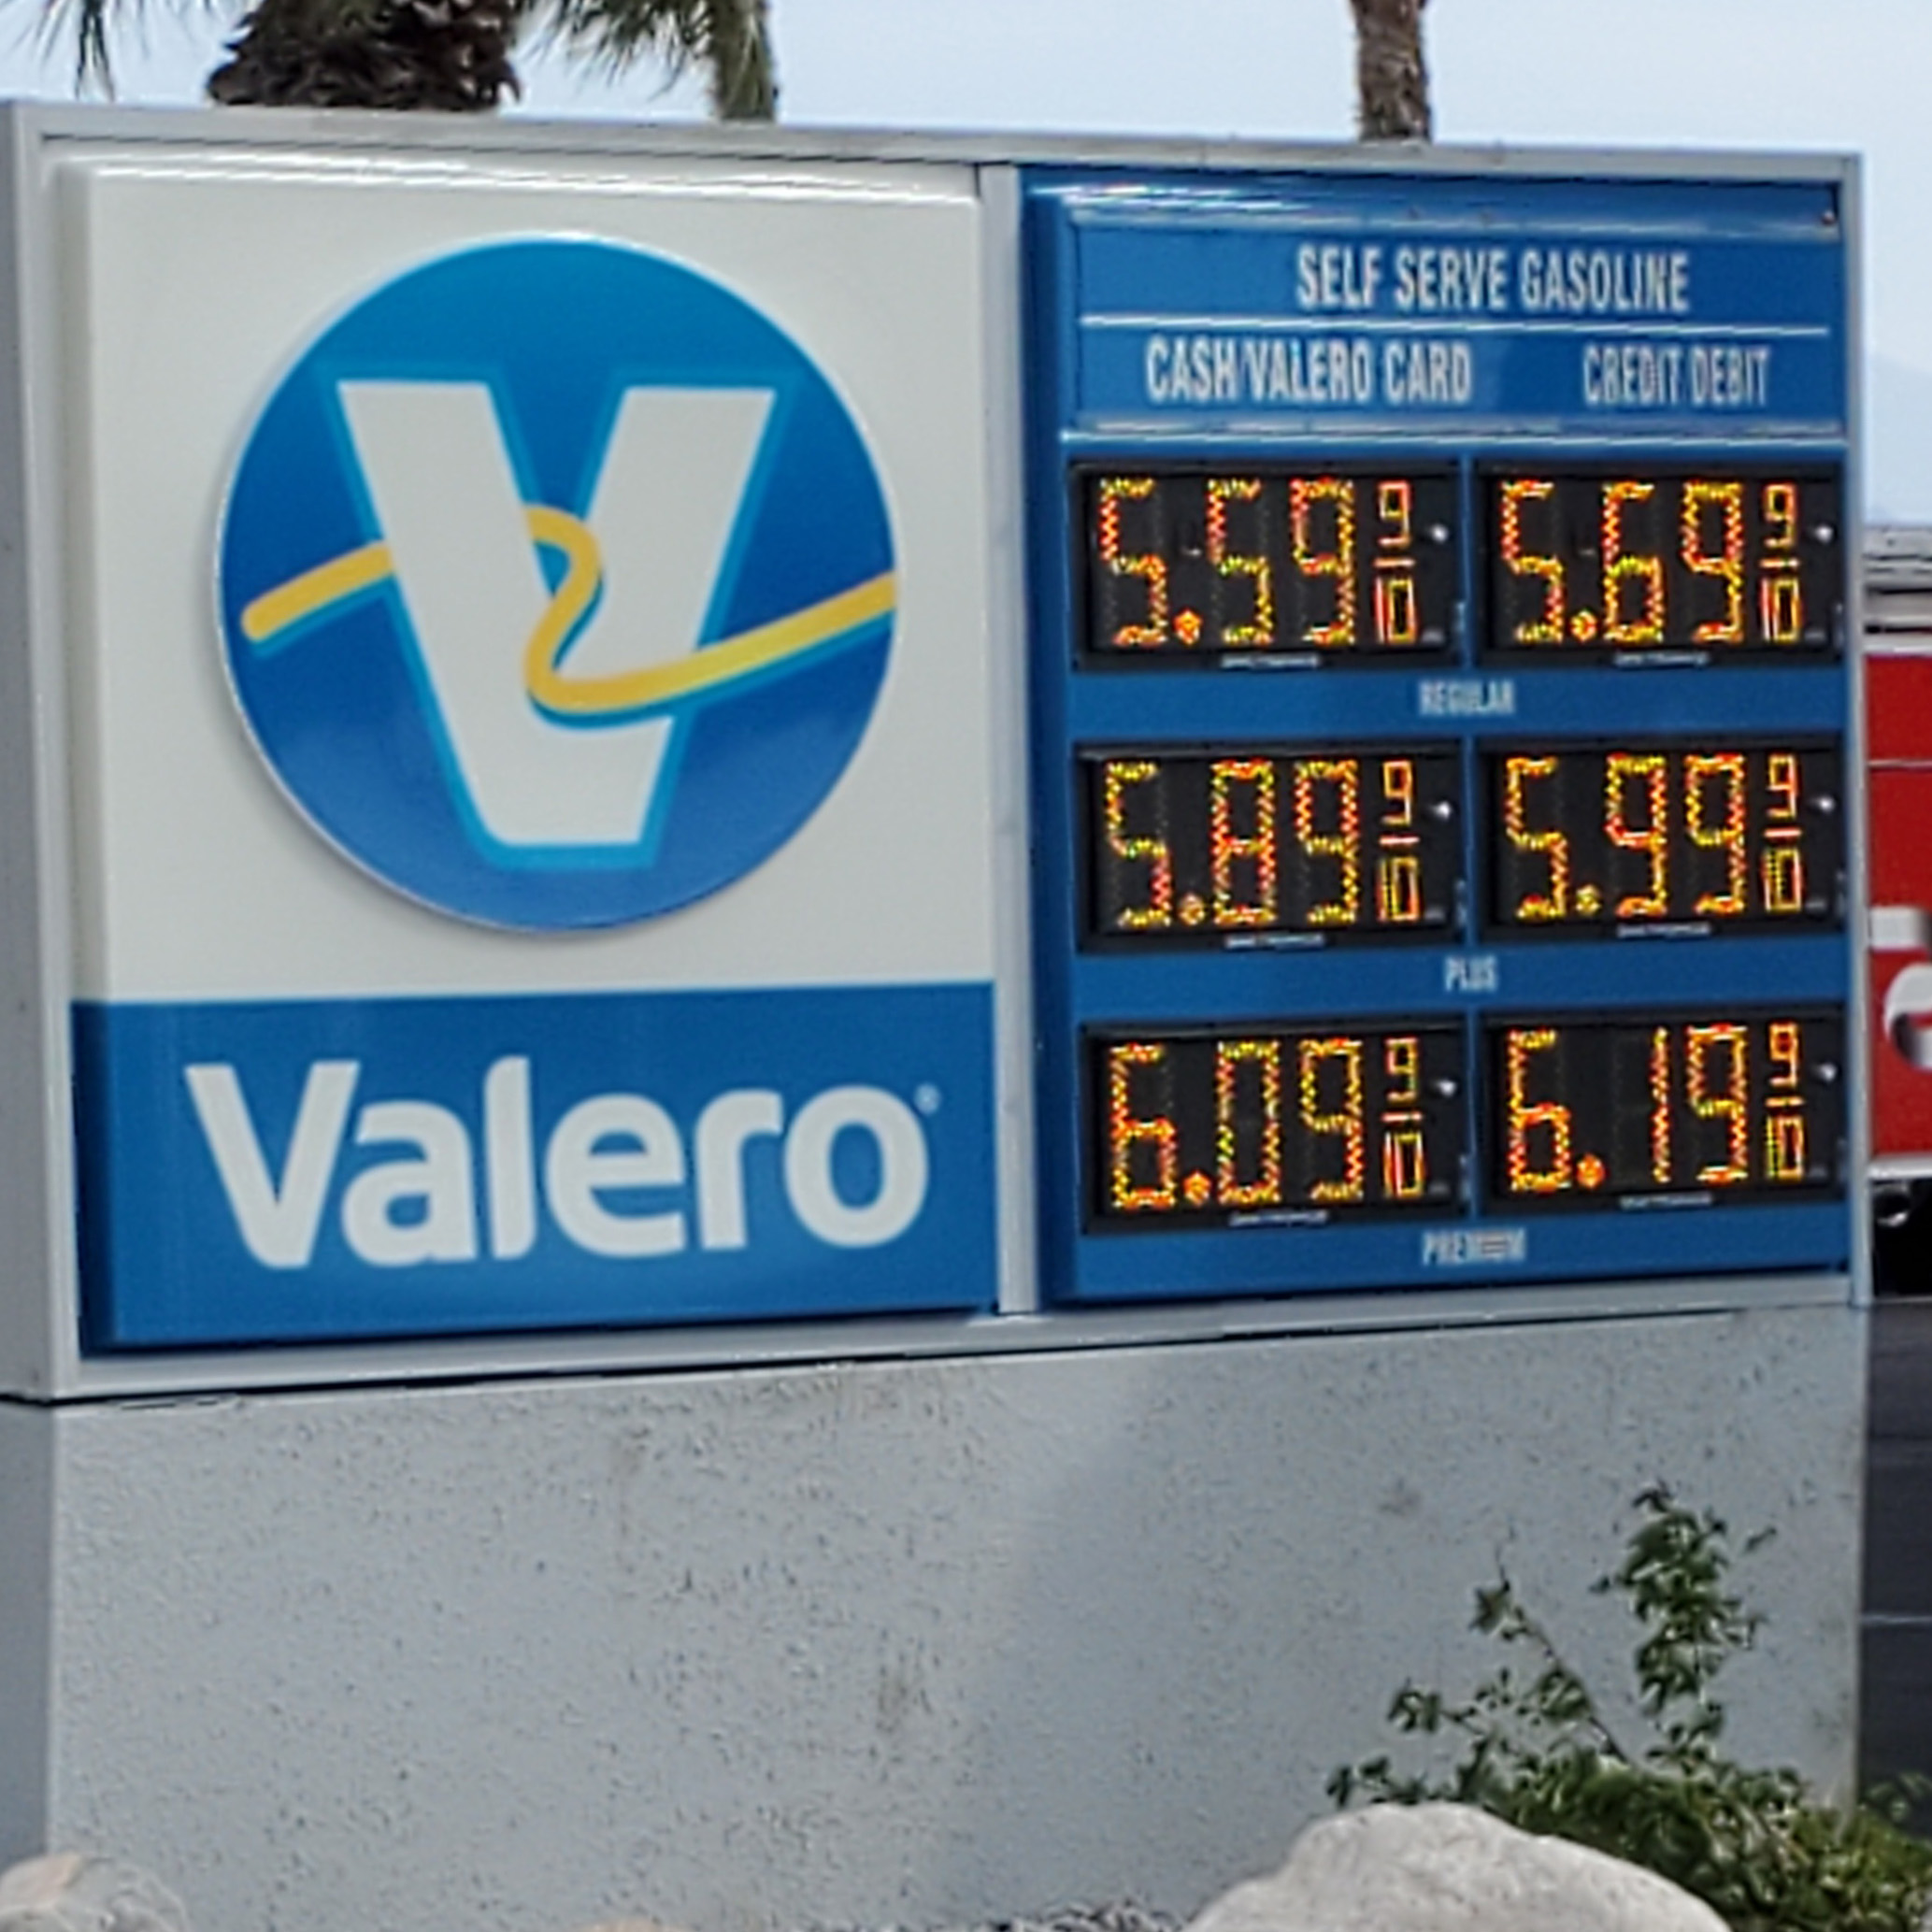 SELF SERVE GASOLINE
CASH/VALERO CARD CREDIT/DEBIT
5.59 9/10 5.69 9/10
REGULAR
5.89 9/10 5.99 9/10
PLUS
6.09 9/10 6.19 9/10
PREMIUM
V
Valero®